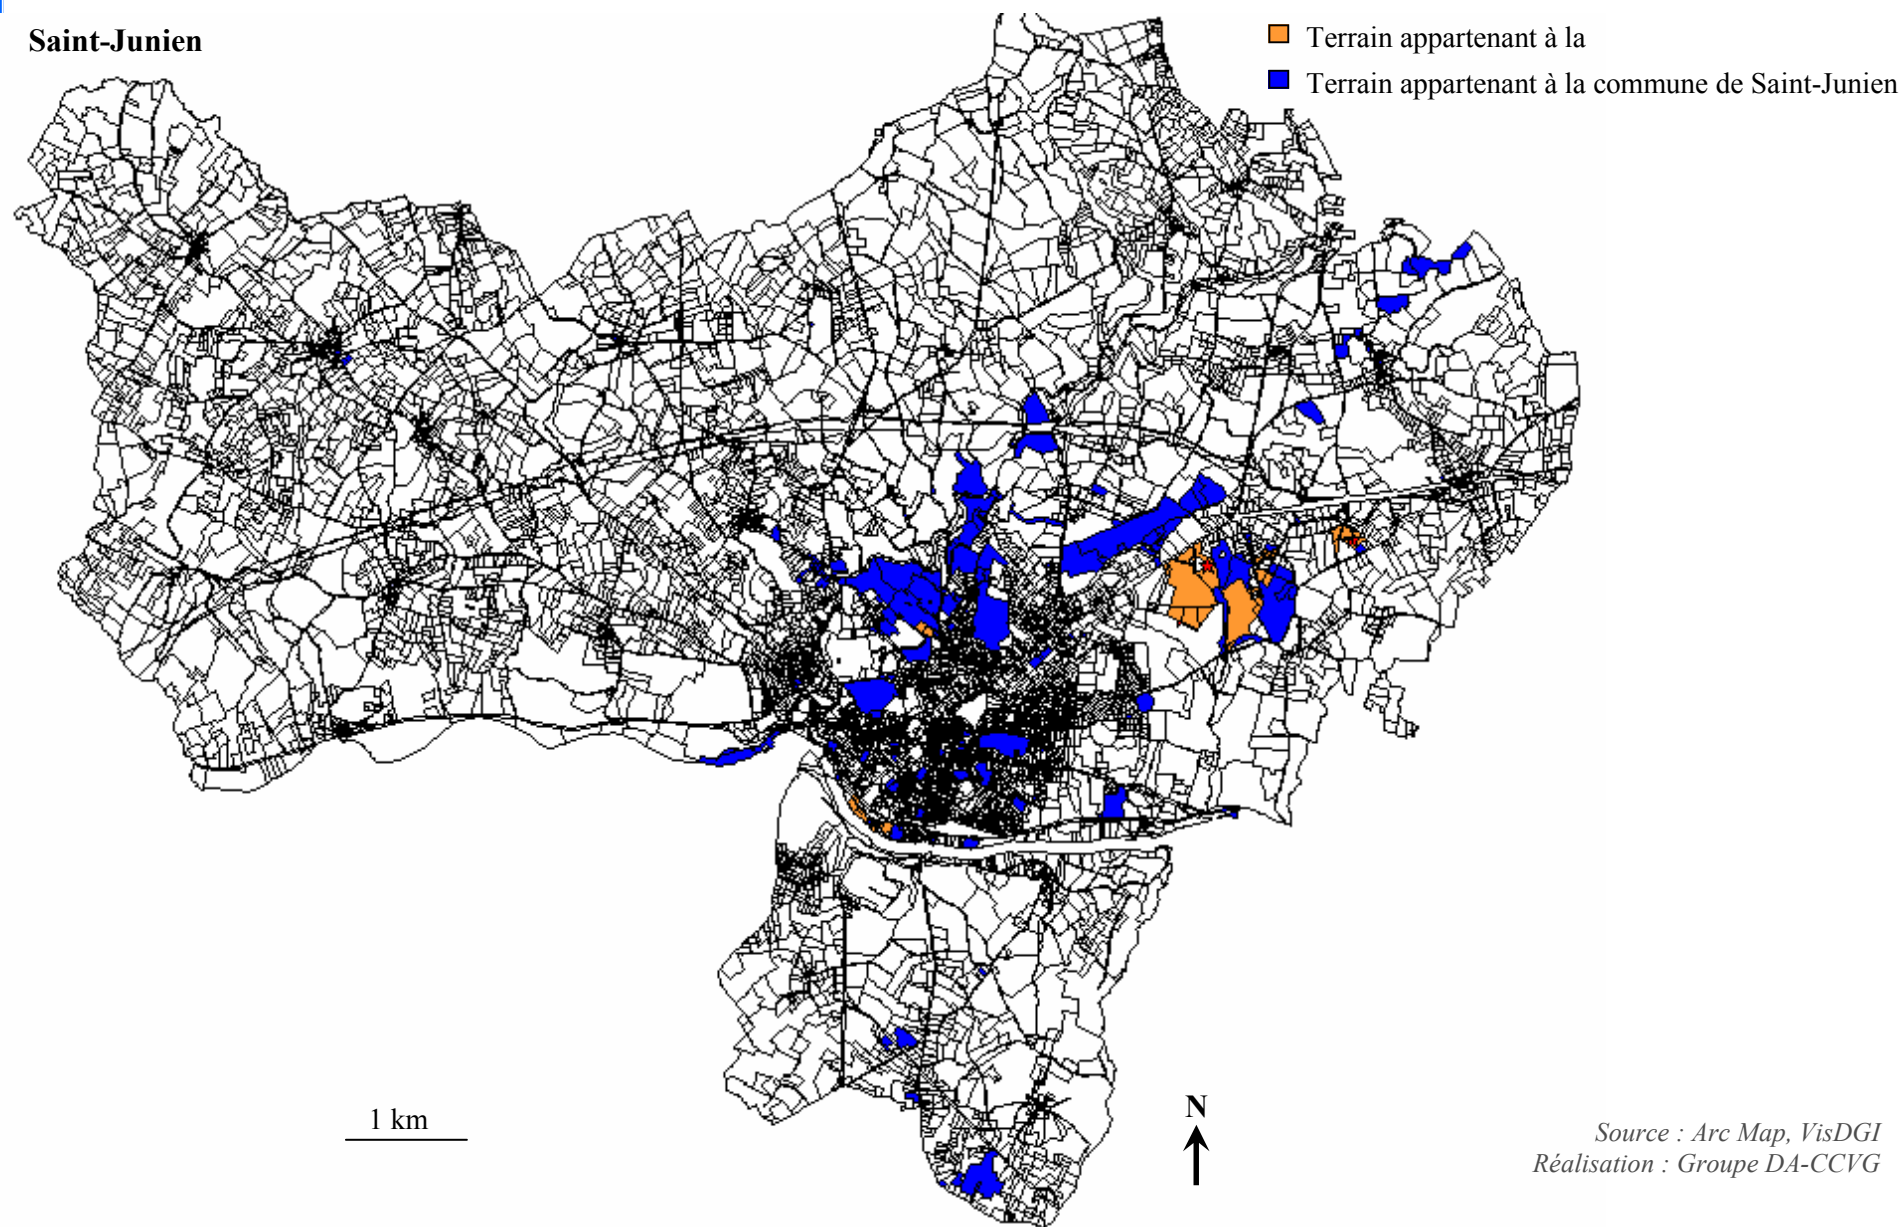 Saint-Junien
Terrain appartenant à la
Terrain appartenant à la commune de Saint-Junien
1 km
N
Source : Arc Map, VisDGI
Réalisation : Groupe DA-CCVG